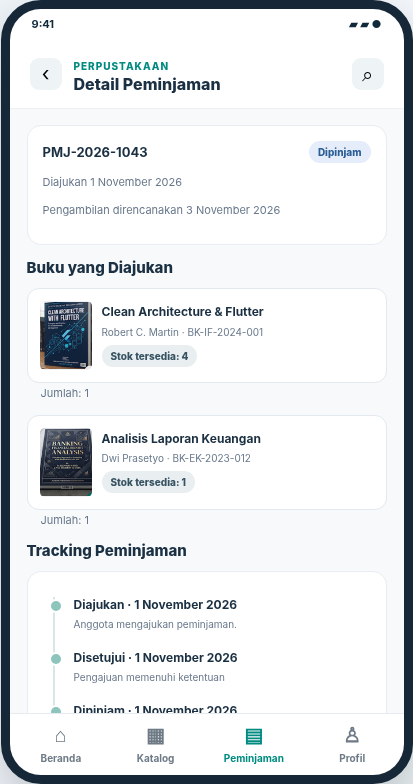 9:41
PERPUSTAKAAN
Detail Peminjaman
PMJ-2026-1043
Dipinjam
Diajukan 1 November 2026
Pengambilan direncanakan 3 November 2026
Buku yang Diajukan
CLEAN ARCHITECTURE
WITH FLUTTER
Clean Architecture & Flutter
Robert C. Martin · BK-IF-2024-001
Stok tersedia: 4
Jumlah: 1
BANKING
ANALYSIS
Analisis Laporan Keuangan
Dwi Prasetyo · BK-EK-2023-012
Stok tersedia: 1
Jumlah: 1
Tracking Peminjaman
Diajukan · 1 November 2026
Anggota mengajukan peminjaman.
Disetujui · 1 November 2026
Pengajuan memenuhi ketentuan
Dipinjam · 1 November 2026
Beranda
Katalog
Peminjaman
Profil